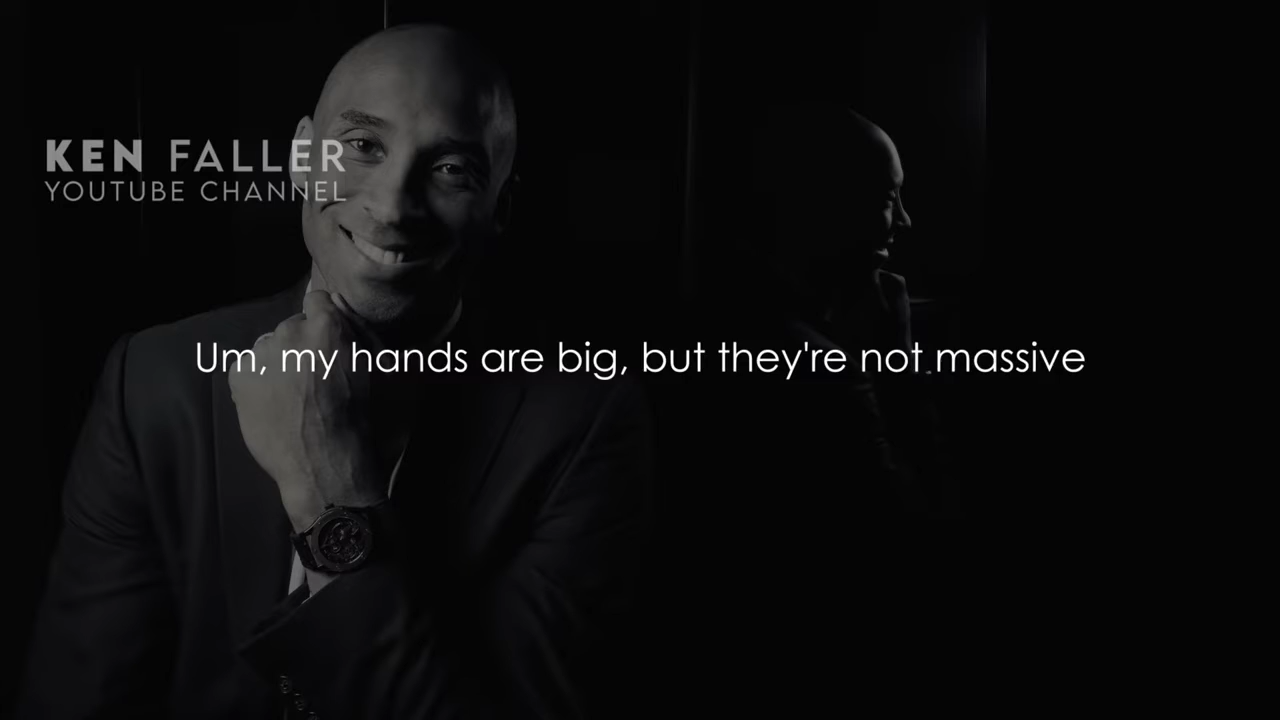 KEN FALLER
YOUTUBE CHANNEL
Um, my hands are big, but they're not massive